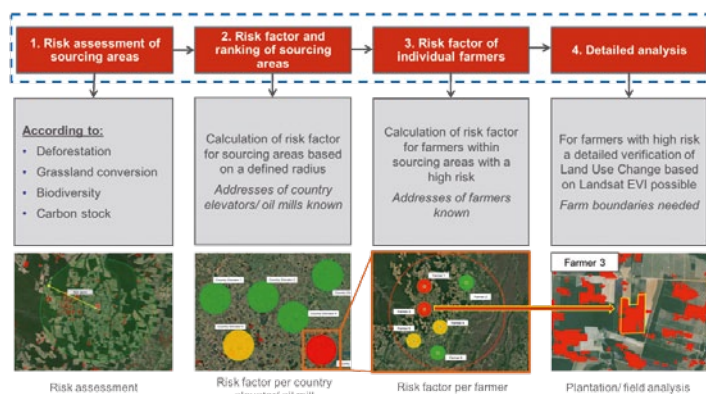 1. Risk assessment of
sourcing areas
2. Risk factor and
ranking of sourcing
areas
3. Risk factor of
individual farmers
4. Detailed analysis
According to:
• Deforestation
• Grassland conversion
• Biodiversity
• Carbon stock
Calculation of risk factor
for sourcing areas based
on a defined radius
Addresses of country
elevators/ oil mills known
Calculation of risk factor
for farmers within
sourcing areas with a
high risk
Addresses of farmers
known
For farmers with high risk
a detailed verification of
Land Use Change based
on Landsat EVI possible
Farm boundaries needed
Farmer 3
Risk assessment
Risk factor per country
Risk factor per farmer
Plantation/ field analysis